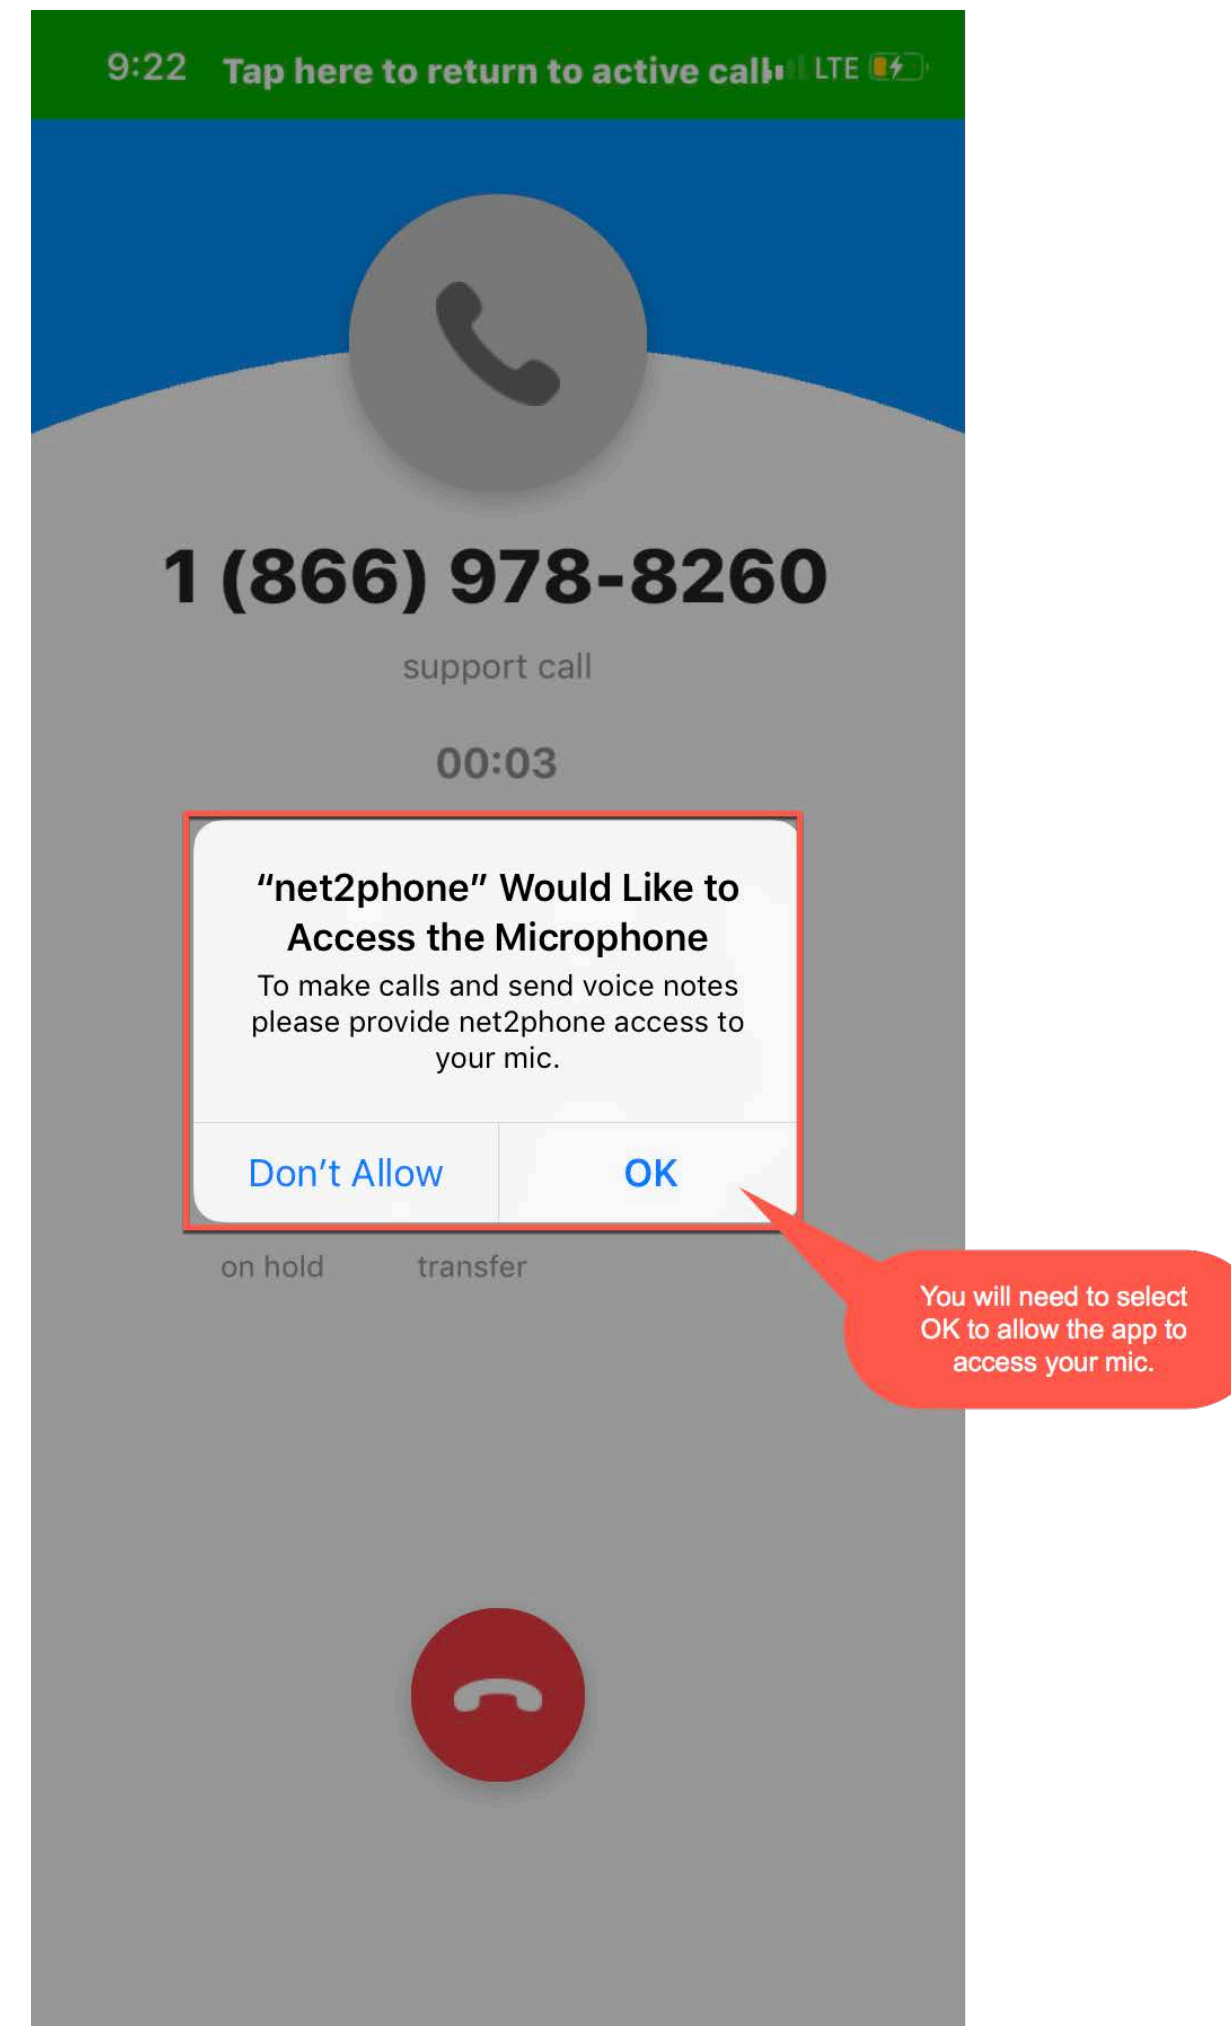 9:22 Tap here to return to active call LTE
1 (866) 978-8260
support call
00:03
“net2phone” Would Like to
Access the Microphone
To make calls and send voice notes
please provide net2phone access to
your mic.
Don’t Allow OK
on hold transfer
You will need to select
OK to allow the app to
access your mic.